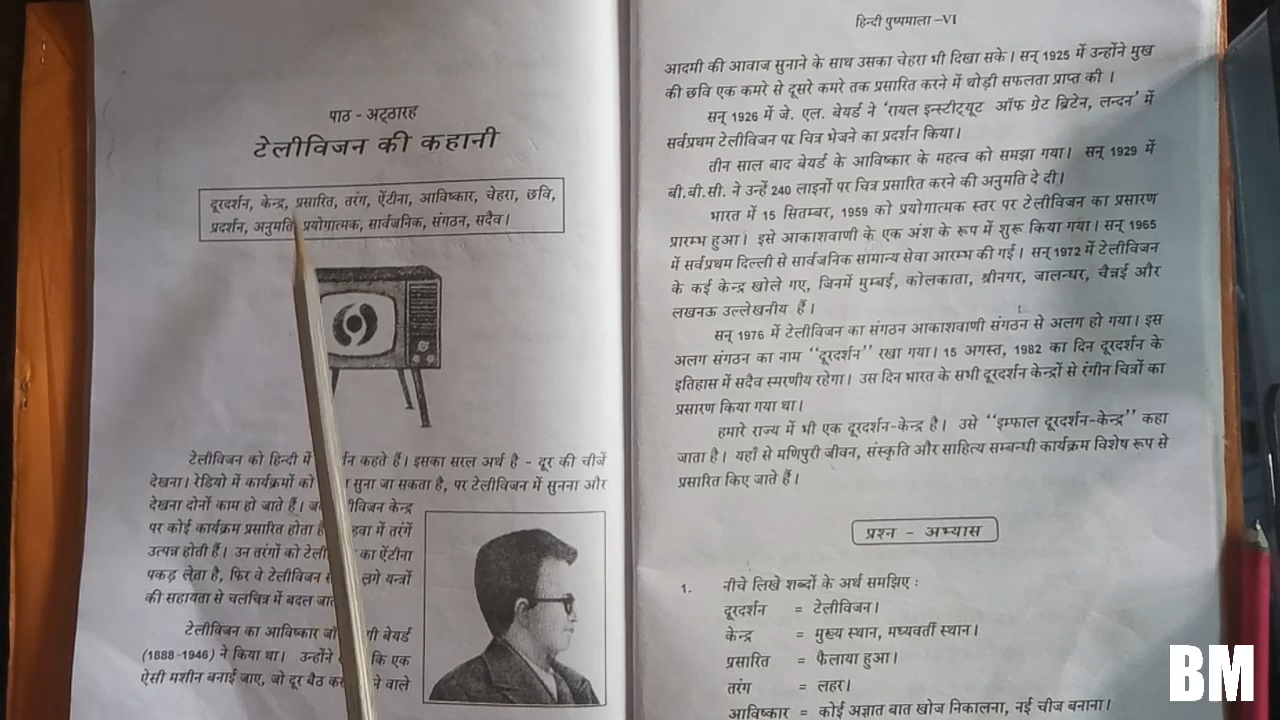 पाठ - अट्ठारह
टेलीविजन की कहानी
दूरदर्शन, केन्द्र, प्रसारित, तरंग, ऐंटीना, आविष्कार, चेहरा, छवि,
प्रदर्शन, अनुमति, प्रयोगात्मक, सार्वजनिक, संगठन, सदैव।
टेलीविजन को हिन्दी में कहते हैं। इसका सरल अर्थ है - दूर की चीजें
देखना। रेडियो में कार्यक्रमों को सुना जा सकता है, पर टेलीविजन में सुनना और
देखना दोनों काम हो जाते हैं। केन्द्र
पर कोई कार्यक्रम प्रसारित होता हवा में तरंगें
उत्पन्न होती हैं। उन तरंगों को का ऐंटीना
पकड़ लेता है, फिर वे टेलीविजन लगे यन्त्रों
की सहायता से चलचित्र में बदल
टेलीविजन का आविष्कार बेयर्ड
(1888-1946) ने किया था। उन्होंने कि एक
ऐसी मशीन बनाई जाए, जो दूर बैठ वाले
हिन्दी पुष्पमाला –VI
आदमी की आवाज सुनाने के साथ उसका चेहरा भी दिखा सके। सन् 1925 में उन्होंने मुख
की छवि एक कमरे से दूसरे कमरे तक प्रसारित करने में थोड़ी सफलता प्राप्त की ।
सन् 1926 में जे. एल. बेयर्ड ने ‘रायल इन्स्टीट्यूट ऑफ ग्रेट ब्रिटेन, लन्दन’ में
सर्वप्रथम टेलीविजन पर चित्र भेजने का प्रदर्शन किया।
तीन साल बाद बेयर्ड के आविष्कार के महत्व को समझा गया। सन् 1929 में
बी.बी.सी. ने उन्हें 240 लाइनों पर चित्र प्रसारित करने की अनुमति दे दी।
भारत में 15 सितम्बर, 1959 को प्रयोगात्मक स्तर पर टेलीविजन का प्रसारण
प्रारम्भ हुआ। इसे आकाशवाणी के एक अंश के रूप में शुरू किया गया। सन् 1965
में सर्वप्रथम दिल्ली से सार्वजनिक सामान्य सेवा आरम्भ की गई। सन् 1972 में टेलीविजन
के कई केन्द्र खोले गए, जिनमें मुम्बई, कोलकाता, श्रीनगर, जालन्धर, चैन्नई और
लखनऊ उल्लेखनीय हैं।
सन् 1976 में टेलीविजन का संगठन आकाशवाणी संगठन से अलग हो गया। इस
अलग संगठन का नाम ‘‘दूरदर्शन’’ रखा गया। 15 अगस्त, 1982 का दिन दूरदर्शन के
इतिहास में सदैव स्मरणीय रहेगा। उस दिन भारत के सभी दूरदर्शन केन्द्रों से रंगीन चित्रों का
प्रसारण किया गया था।
हमारे राज्य में भी एक दूरदर्शन-केन्द्र है। उसे ‘‘इम्फाल दूरदर्शन-केन्द्र’’ कहा
जाता है। यहाँ से मणिपुरी जीवन, संस्कृति और साहित्य सम्बन्धी कार्यक्रम विशेष रूप से
प्रसारित किए जाते हैं।
प्रश्न - अभ्यास
1. नीचे लिखे शब्दों के अर्थ समझिए :
दूरदर्शन = टेलीविजन।
केन्द्र = मुख्य स्थान, मध्यवर्ती स्थान।
प्रसारित = फैलाया हुआ।
तरंग = लहर।
आविष्कार = कोई अज्ञात बात खोज निकालना, नई चीज बनाना।
BM